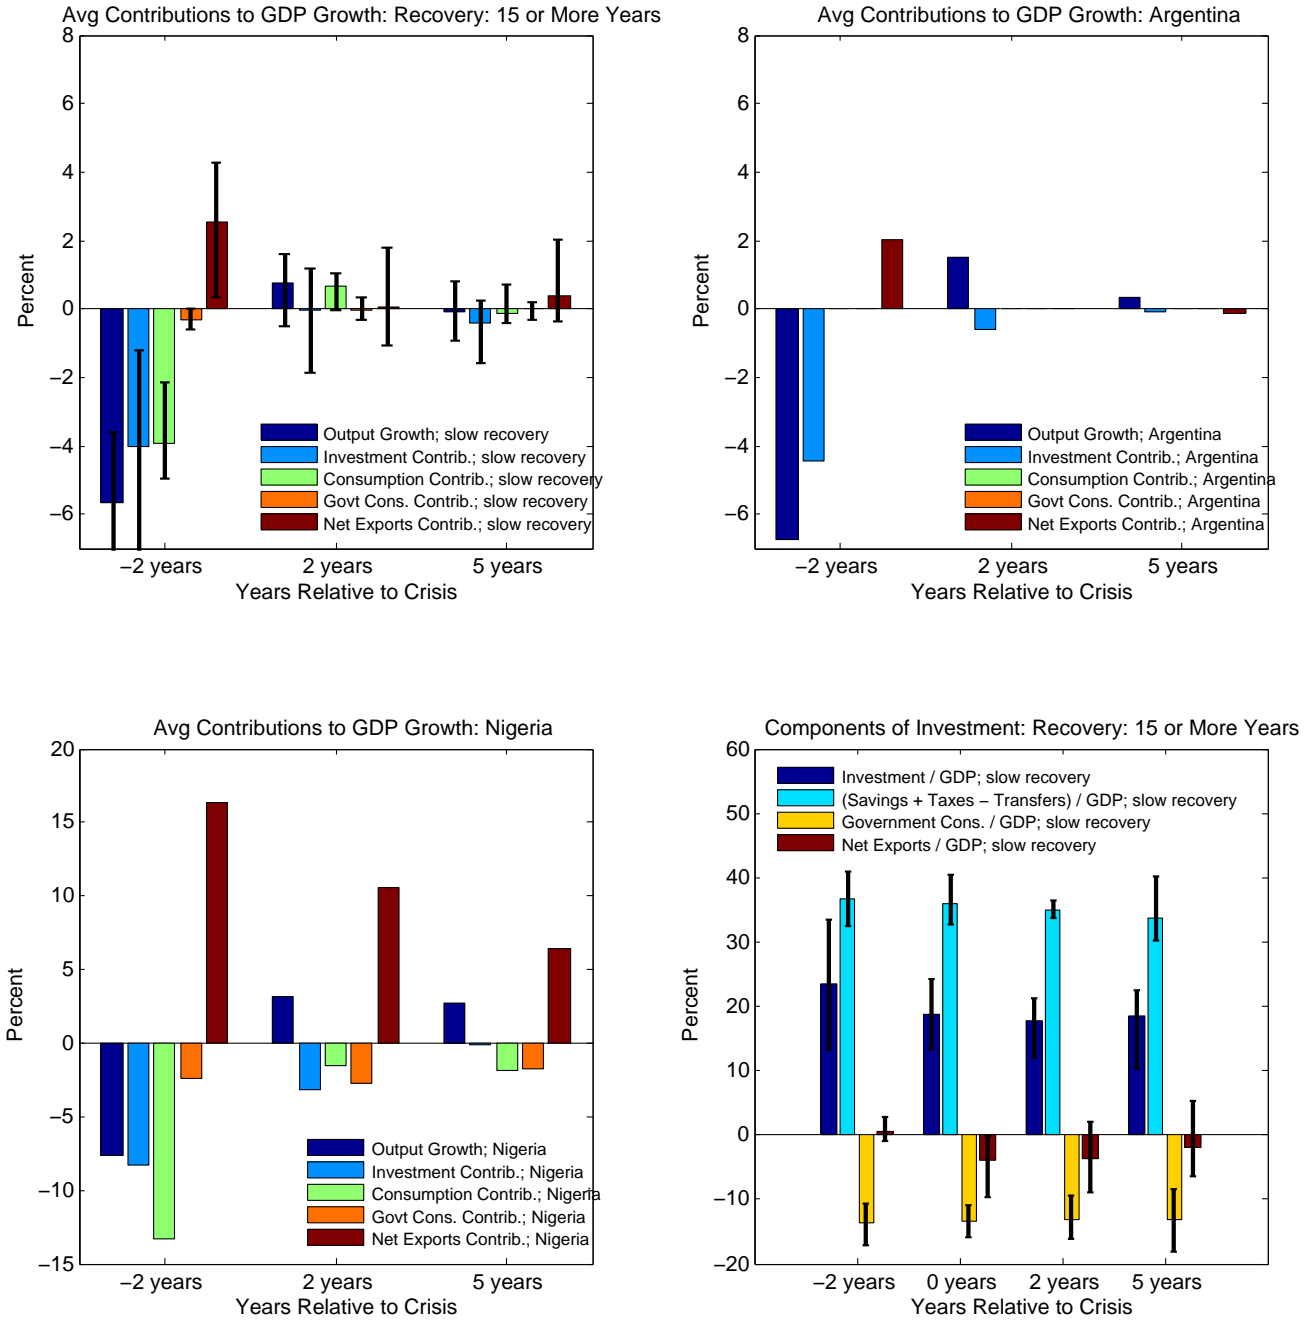 Avg Contributions to GDP Growth: Recovery: 15 or More Years
8
6
4
2
0
−2
−4
−6
Percent
Output Growth; slow recovery
Investment Contrib.; slow recovery
Consumption Contrib.; slow recovery
Govt Cons. Contrib.; slow recovery
Net Exports Contrib.; slow recovery
−2 years 2 years 5 years
Years Relative to Crisis
Avg Contributions to GDP Growth: Argentina
8
6
4
2
0
−2
−4
−6
Percent
Output Growth; Argentina
Investment Contrib.; Argentina
Consumption Contrib.; Argentina
Govt Cons. Contrib.; Argentina
Net Exports Contrib.; Argentina
−2 years 2 years 5 years
Years Relative to Crisis
Avg Contributions to GDP Growth: Nigeria
20
15
10
5
0
−5
−10
−15
Percent
Output Growth; Nigeria
Investment Contrib.; Nigeria
Consumption Contrib.; Nigeria
Govt Cons. Contrib.; Nigeria
Net Exports Contrib.; Nigeria
−2 years 2 years 5 years
Years Relative to Crisis
Components of Investment: Recovery: 15 or More Years
60
50
40
30
20
10
0
−10
−20
Percent
Investment / GDP; slow recovery
(Savings + Taxes − Transfers) / GDP; slow recovery
Government Cons. / GDP; slow recovery
Net Exports / GDP; slow recovery
−2 years 0 years 2 years 5 years
Years Relative to Crisis